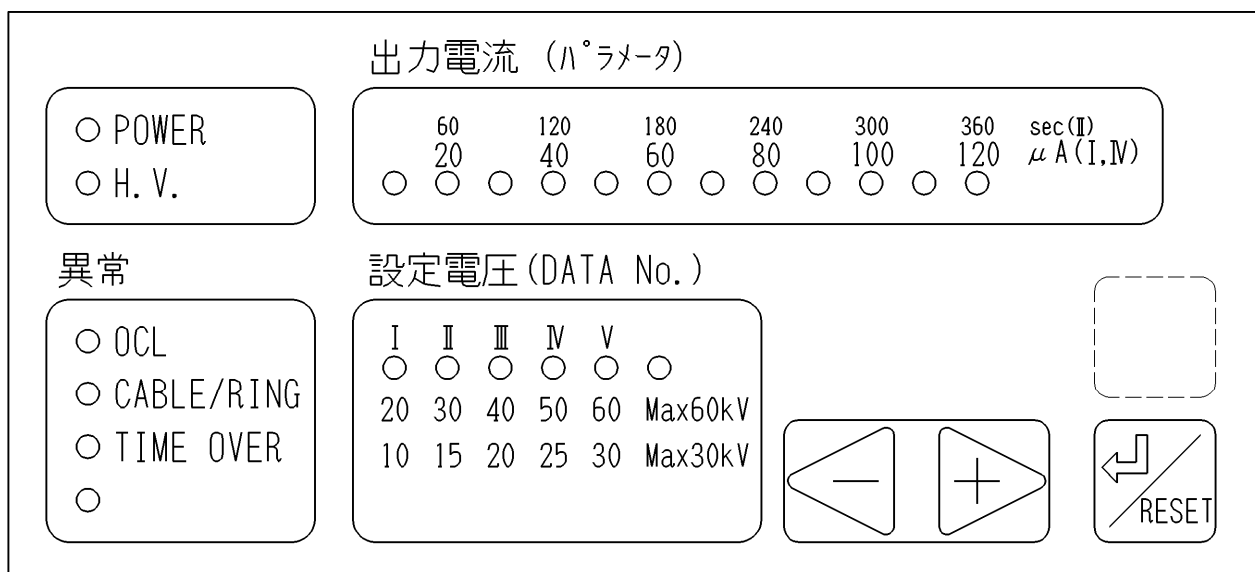 出力電流 (ﾊﾟﾗﾒｰﾀ)
POWER
H.V.
60 120 180 240 300 360 sec(Ⅱ)
20 40 60 80 100 120 μA(Ⅰ,Ⅳ)
異常
OCL
CABLE/RING
TIME OVER
設定電圧(DATA No.)
Ⅰ Ⅱ Ⅲ Ⅳ Ⅴ
20 30 40 50 60 Max60kV
10 15 20 25 30 Max30kV
− +
RESET